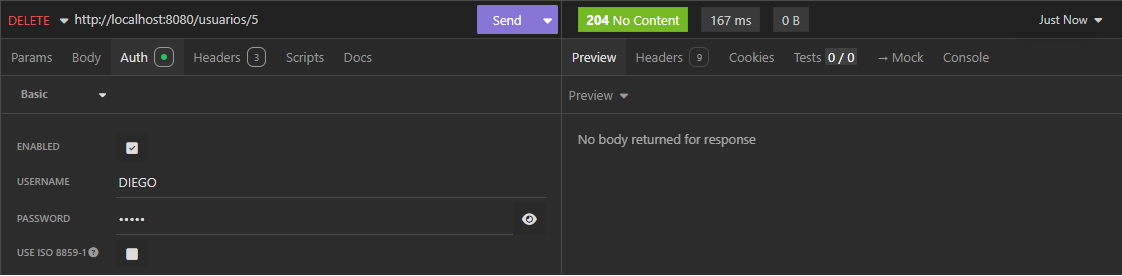 DELETE http://localhost:8080/usuarios/5 Send 204 No Content 167 ms 0 B Just Now
Params Body Auth Headers 3 Scripts Docs Preview Headers 9 Cookies Tests 0 / 0 → Mock Console
Basic Preview
No body returned for response
ENABLED
USERNAME DIEGO
PASSWORD •••••
USE ISO 8859-1 ?